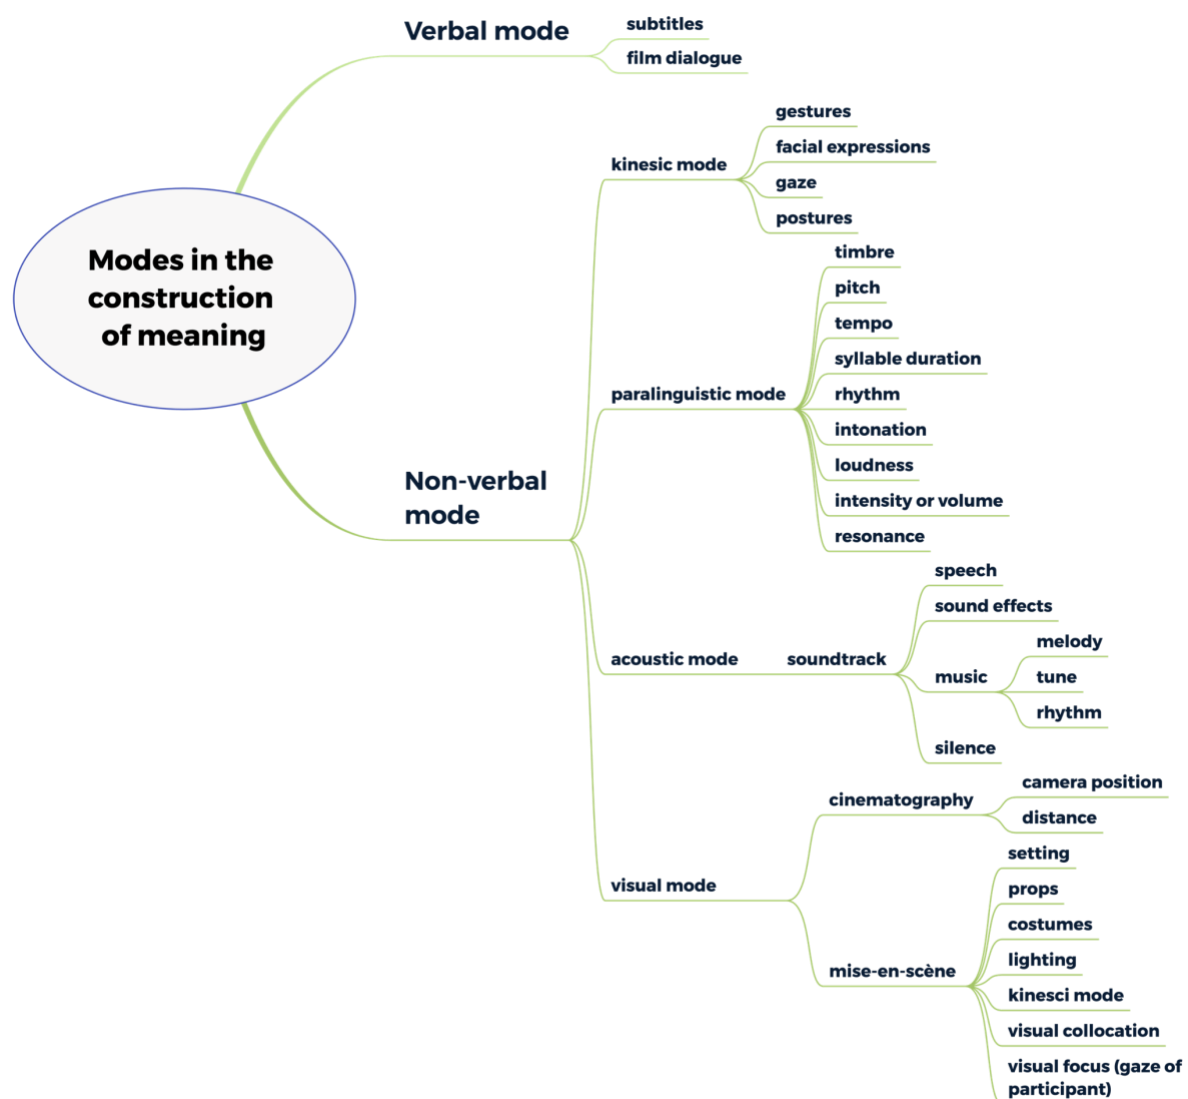 Verbal mode
subtitles
film dialogue
Modes in the
construction
of meaning
Non-verbal
mode
kinesic mode
gestures
facial expressions
gaze
postures
paralinguistic mode
timbre
pitch
tempo
syllable duration
rhythm
intonation
loudness
intensity or volume
resonance
acoustic mode
soundtrack
speech
sound effects
music
melody
tune
rhythm
silence
visual mode
cinematography
camera position
distance
mise-en-scène
setting
props
costumes
lighting
kinesci mode
visual collocation
visual focus (gaze of
participant)